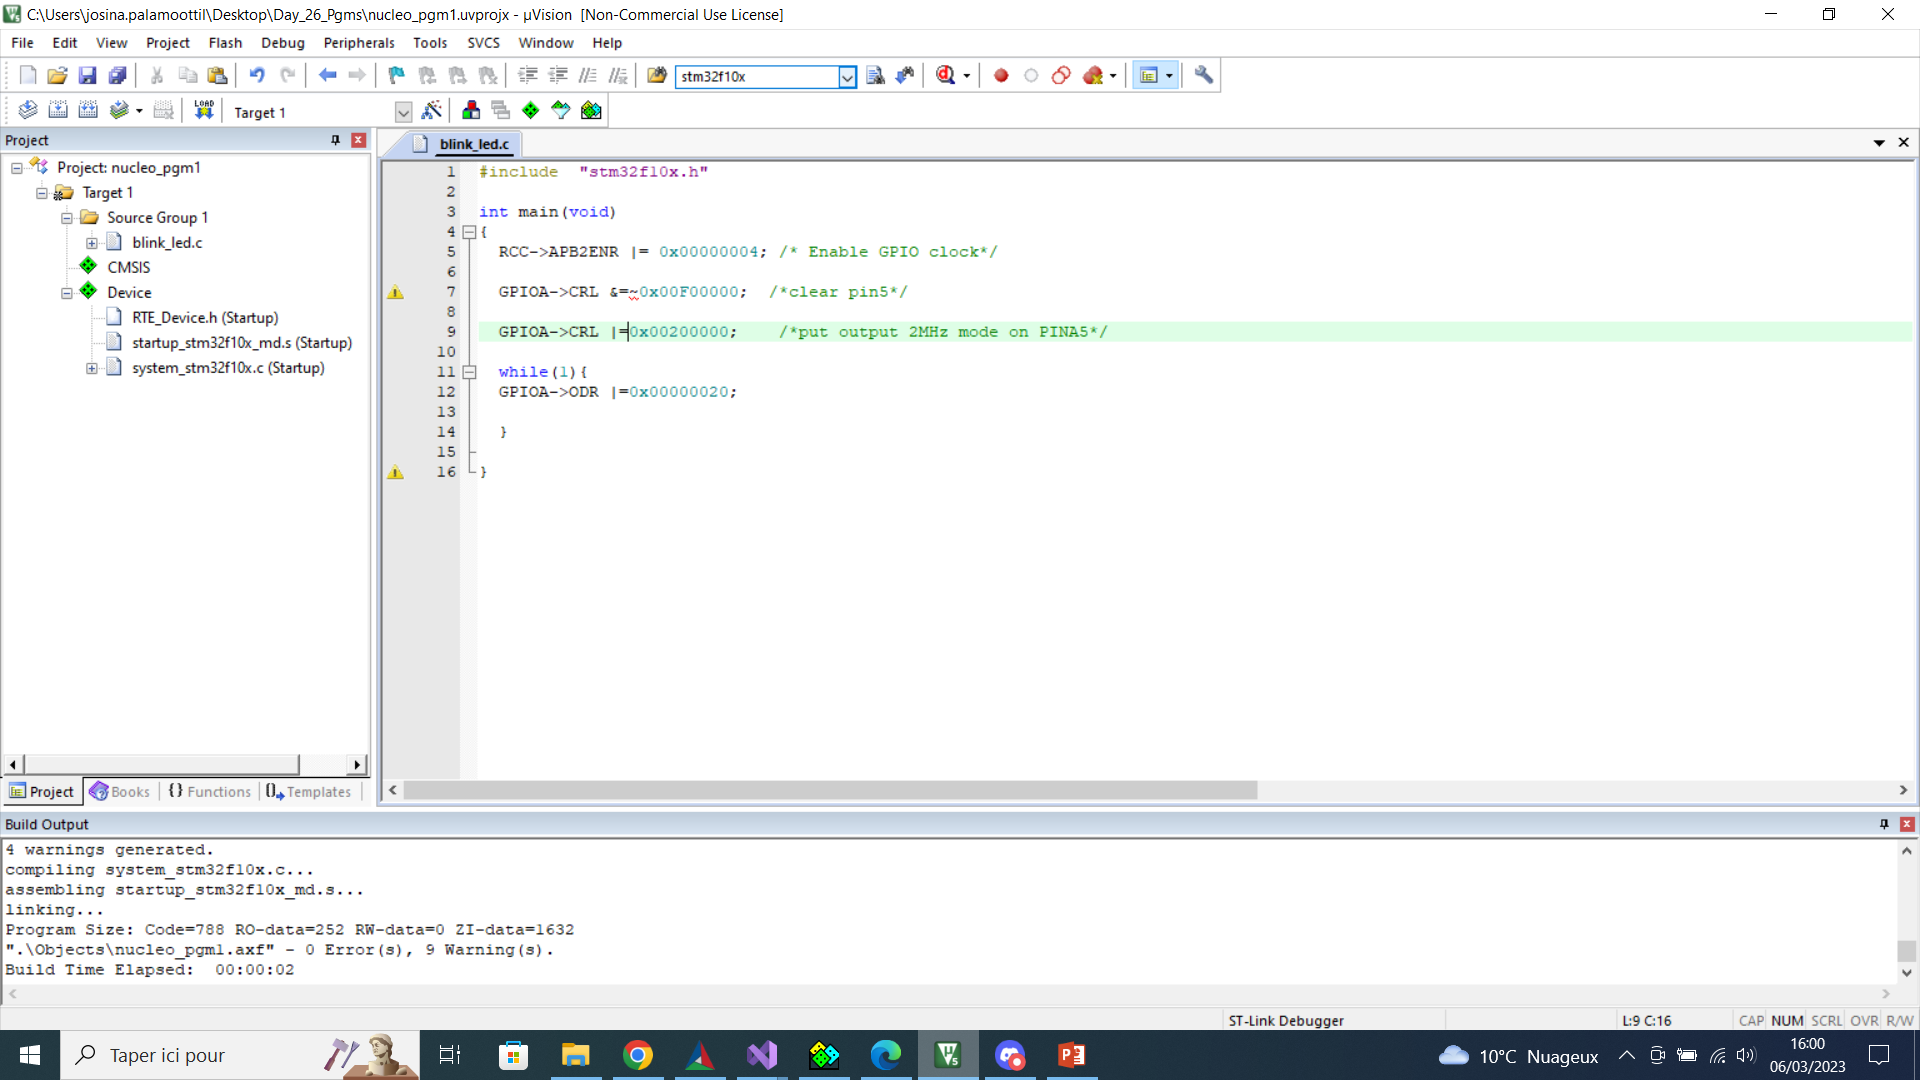 C:\Users\josina.palamoottil\Desktop\Day_26_Pgms\nucleo_pgm1.uvprojx - µVision [Non-Commercial Use License]
File Edit View Project Flash Debug Peripherals Tools SVCS Window Help
stm32f10x
LOAD Target 1
Project
Project: nucleo_pgm1
Target 1
Source Group 1
blink_led.c
CMSIS
Device
RTE_Device.h (Startup)
startup_stm32f10x_md.s (Startup)
system_stm32f10x.c (Startup)
Project Books {} Functions Templates
blink_led.c
1 #include "stm32f10x.h"
2
3 int main(void)
4 {
5 RCC->APB2ENR |= 0x00000004; /* Enable GPIO clock*/
6
7 GPIOA->CRL &=~0x00F00000; /*clear pin5*/
8
9 GPIOA->CRL |=0x00200000; /*put output 2MHz mode on PINA5*/
10
11 while(1){
12 GPIOA->ODR |=0x00000020;
13
14 }
15
16 }
Build Output
4 warnings generated.
compiling system_stm32f10x.c...
assembling startup_stm32f10x_md.s...
linking...
Program Size: Code=788 RO-data=252 RW-data=0 ZI-data=1632
".\Objects\nucleo_pgm1.axf" - 0 Error(s), 9 Warning(s).
Build Time Elapsed: 00:00:02
ST-Link Debugger L:9 C:16 CAP NUM SCRL OVR R/W
Taper ici pour
10°C Nuageux
16:00
06/03/2023